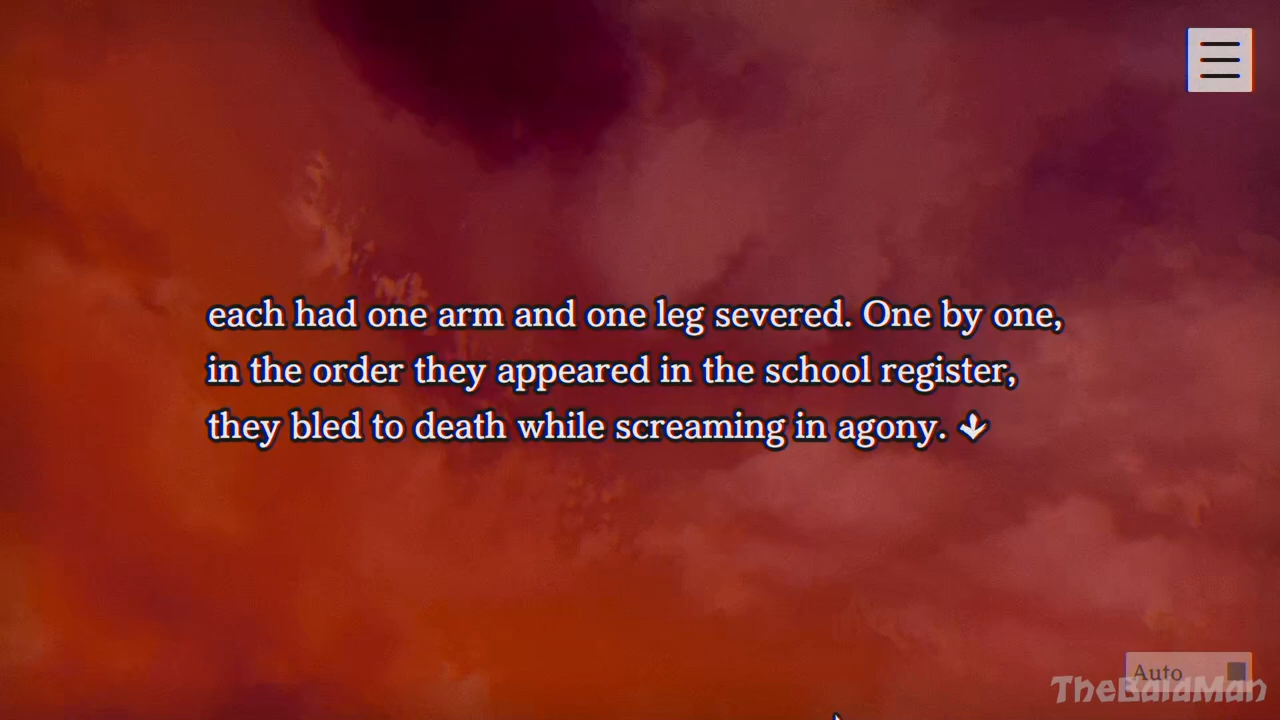 each had one arm and one leg severed. One by one,
in the order they appeared in the school register,
they bled to death while screaming in agony.
Auto
TheBaldMan